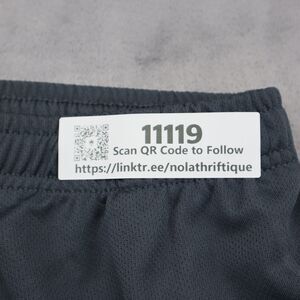 11119
Scan QR Code to Follow
https://linktr.ee/nolathriftique